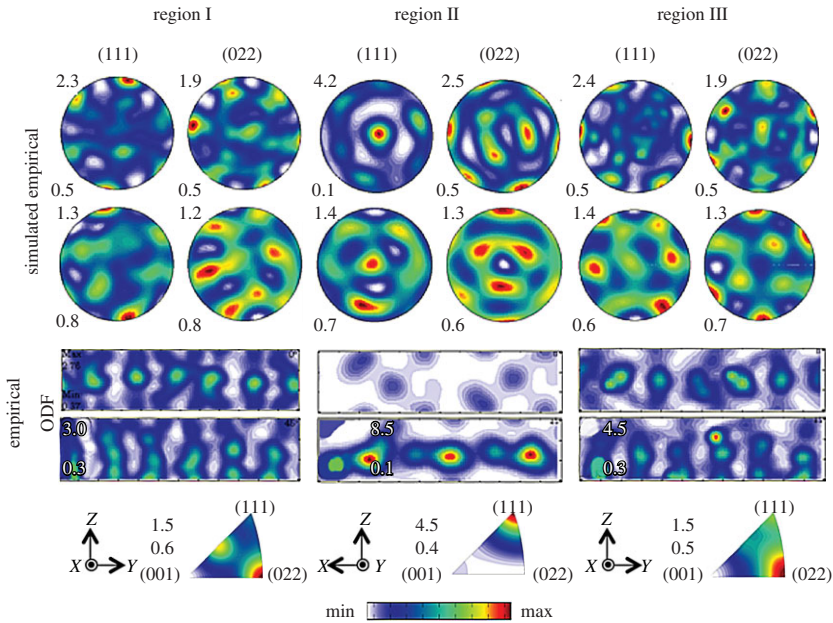 region I region II region III
(111) (022) (111) (022) (111) (022)
2.3 1.9 4.2 2.5 2.4 1.9
0.5 0.5 0.1 0.5 0.5 0.5
simulated empirical
1.3 1.2 1.4 1.3 1.4 1.3
0.8 0.8 0.7 0.6 0.6 0.7
empirical
ODF
Max
Min
3.0 8.5 4.5
0.3 0.1 0.3
(111) (111) (111)
Z 1.5 Z 4.5 Z 1.5
0.6 0.4 0.5
X Y (001) (022) Y X (001) (022) X Y (001) (022)
min max